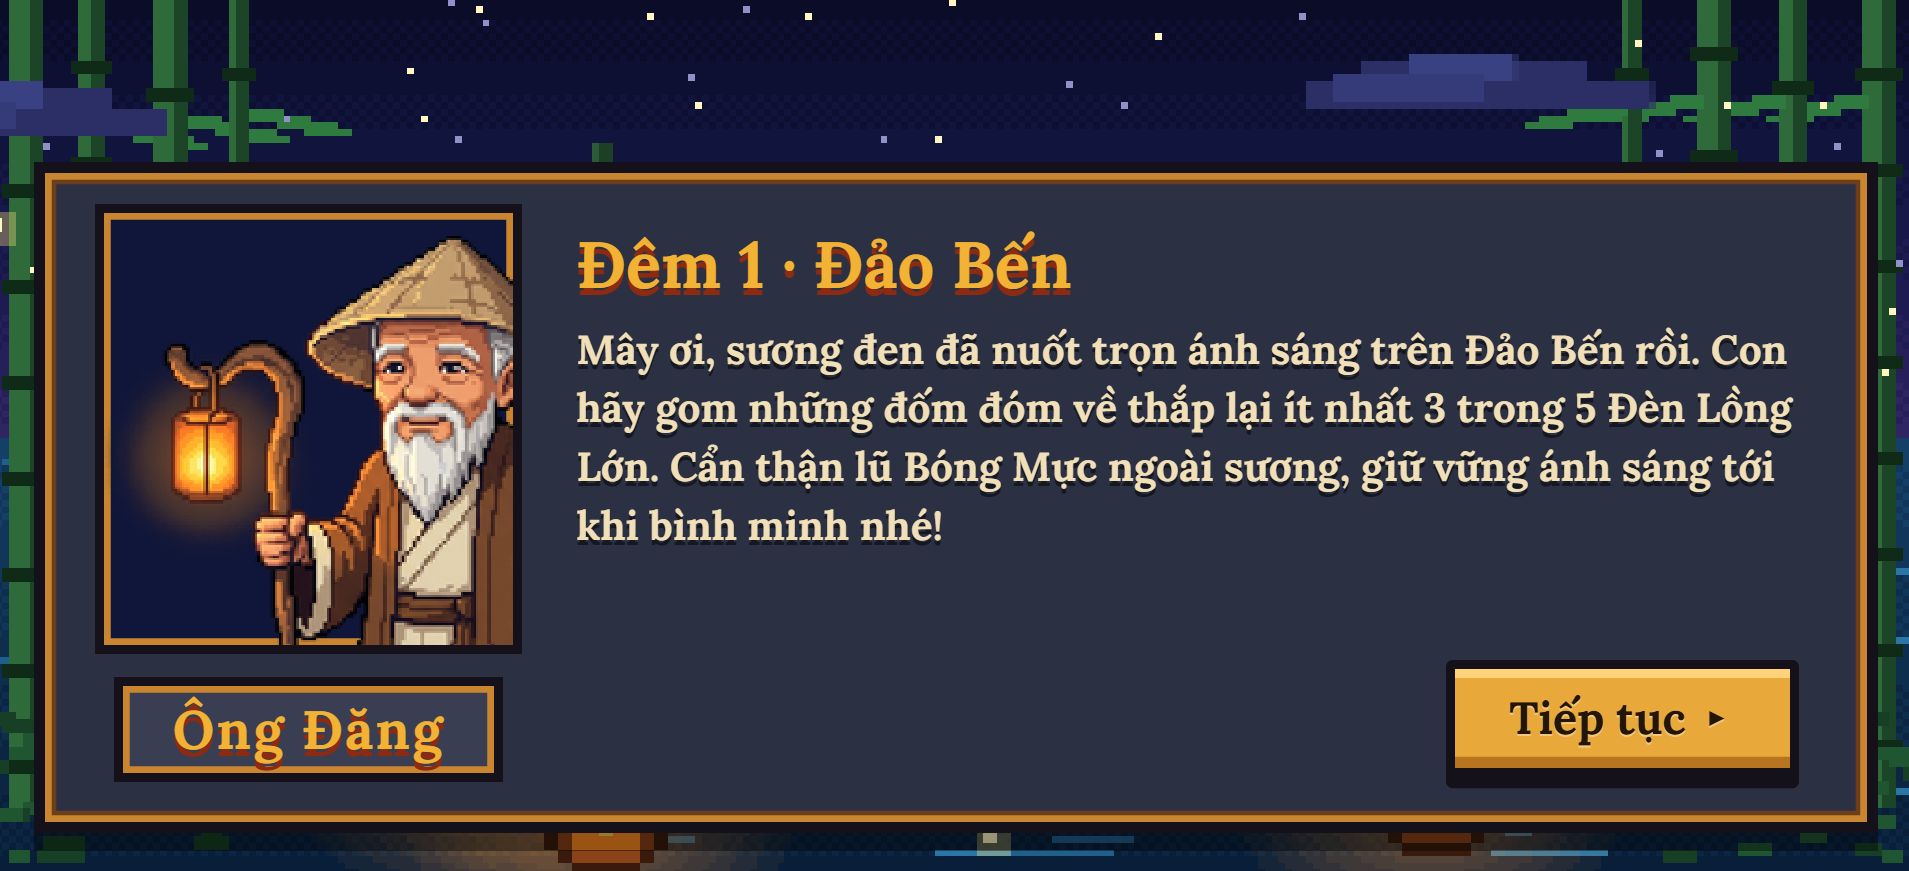 Đêm 1 · Đảo Bến
Mây ơi, sương đen đã nuốt trọn ánh sáng trên Đảo Bến rồi. Con
hãy gom những đốm đóm về thắp lại ít nhất 3 trong 5 Đèn Lồng
Lớn. Cẩn thận lũ Bóng Mực ngoài sương, giữ vững ánh sáng tới
khi bình minh nhé!
Ông Đăng
Tiếp tục ▸